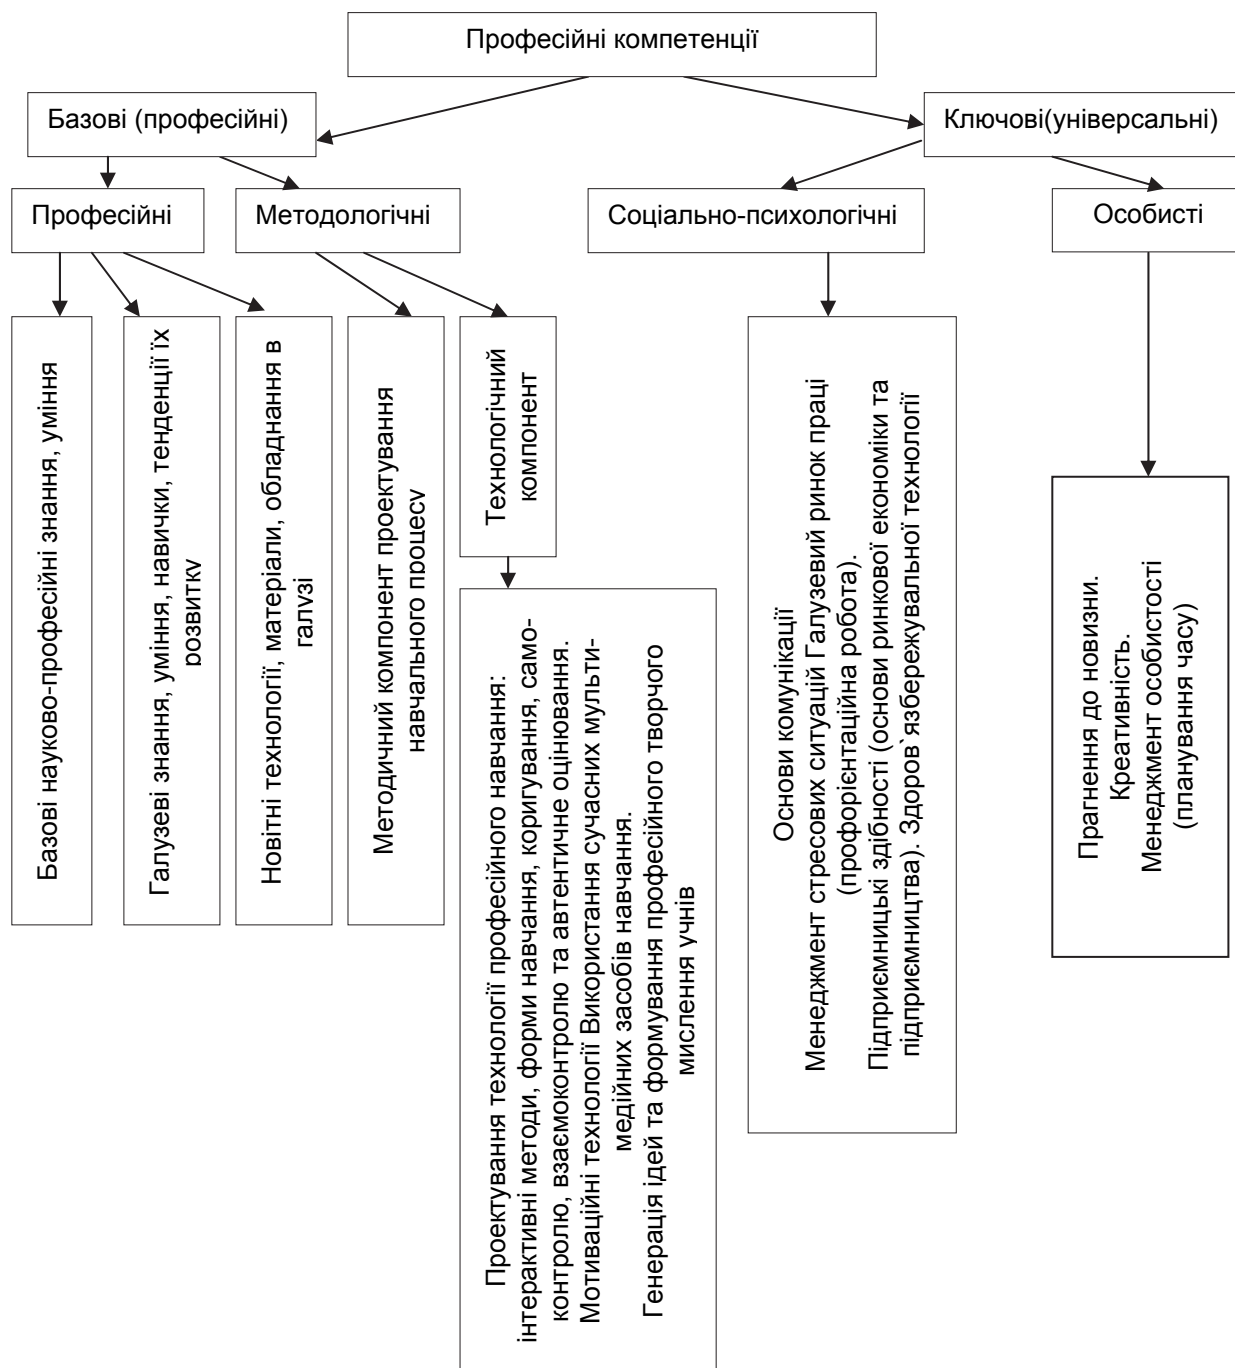 Професійні компетенції
Базові (професійні)
Ключові(універсальні)
Професійні
Методологічні
Соціально-психологічні
Особисті
Базові науково-професійні знання, уміння
Галузеві знання, уміння, навички, тенденції їх
розвитку
Новітні технології, матеріали, обладнання в
галузі
Методичний компонент проектування
навчального процесу
Технологічний
компонент
Проектування технології професійного навчання:
інтерактивні методи, форми навчання, коригування, само-
контролю, взаємоконтролю та автентичне оцінювання.
Мотиваційні технології Використання сучасних мульти-
медійних засобів навчання.
Генерація ідей та формування професійного творчого
мислення учнів
Основи комунікації
Менеджмент стресових ситуацій Галузевий ринок праці
(профорієнтаційна робота).
Підприємницькі здібності (основи ринкової економіки та
підприємництва). Здоров`язбережувальної технології
Прагнення до новизни.
Креативність.
Менеджмент особистості
(планування часу)